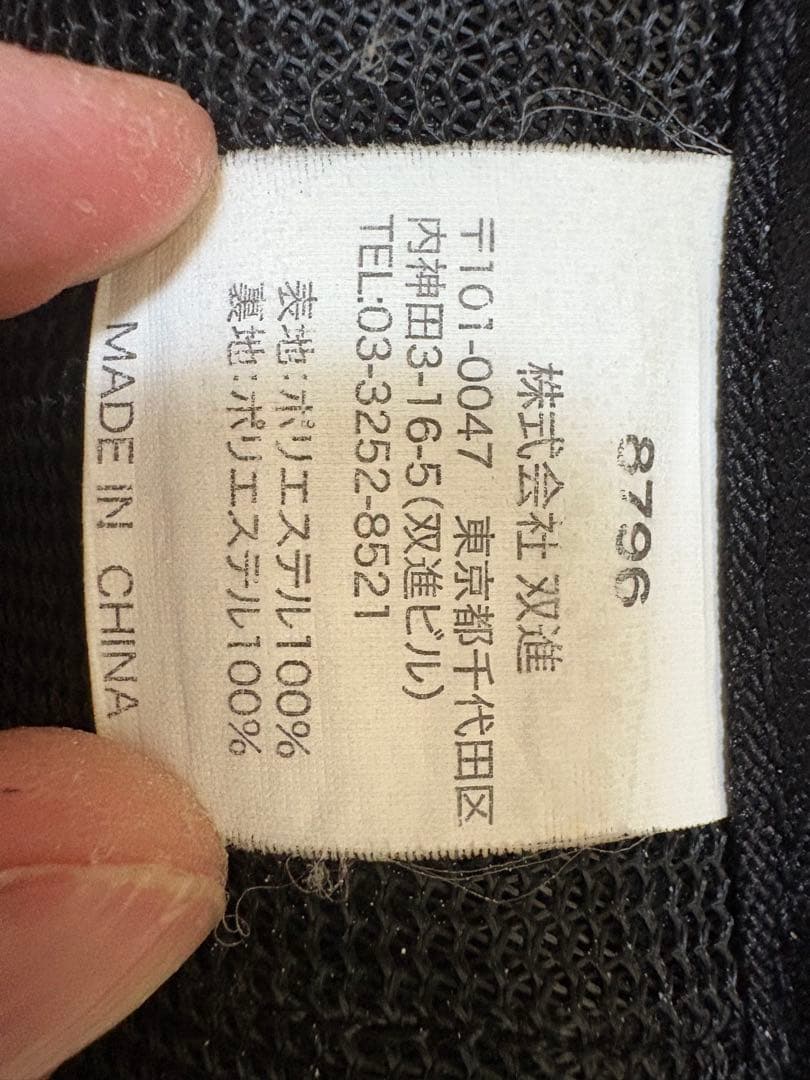 8796
株式会社 双進
〒101-0047 東京都千代田区
内神田3-16-5(双進ビル)
TEL:03-3252-8521
表地:ポリエステル100%
裏地:ポリエステル100%
MADE IN CHINA